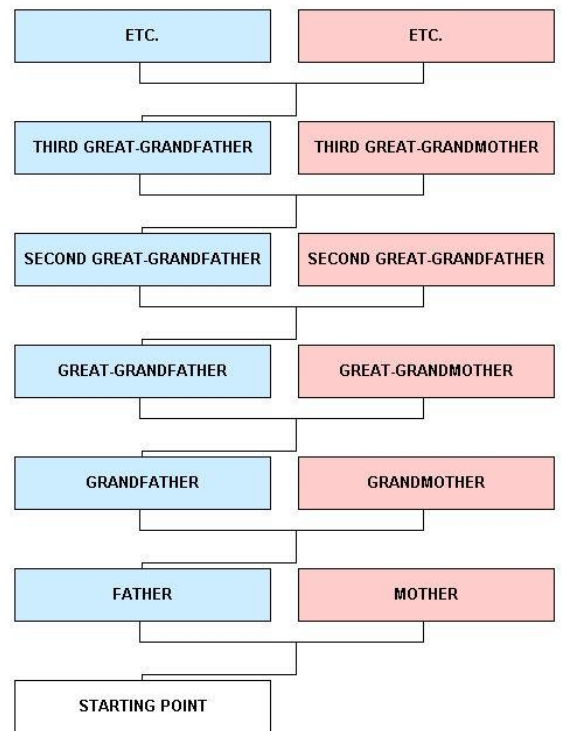 ETC.
ETC.
THIRD GREAT-GRANDFATHER
THIRD GREAT-GRANDMOTHER
SECOND GREAT-GRANDFATHER
SECOND GREAT-GRANDFATHER
GREAT-GRANDFATHER
GREAT-GRANDMOTHER
GRANDFATHER
GRANDMOTHER
FATHER
MOTHER
STARTING POINT